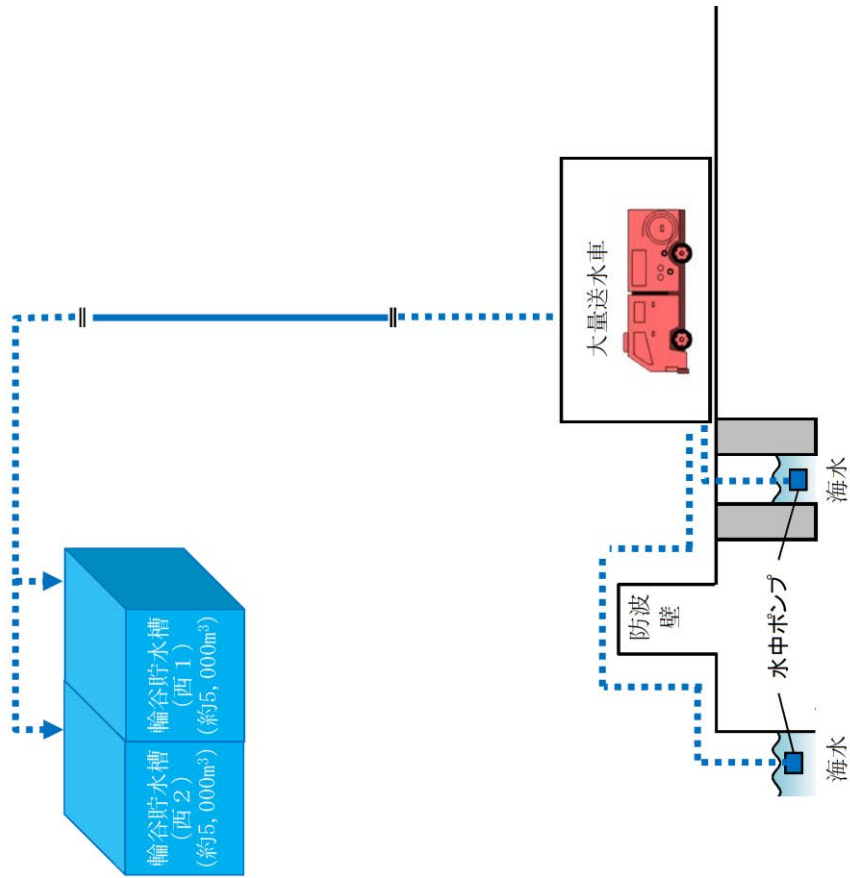 輪谷貯水槽
(西2)
(約5,000m³)
輪谷貯水槽
(西1)
(約5,000m³)
大量送水車
防波
壁
水中ポンプ
海水
海水